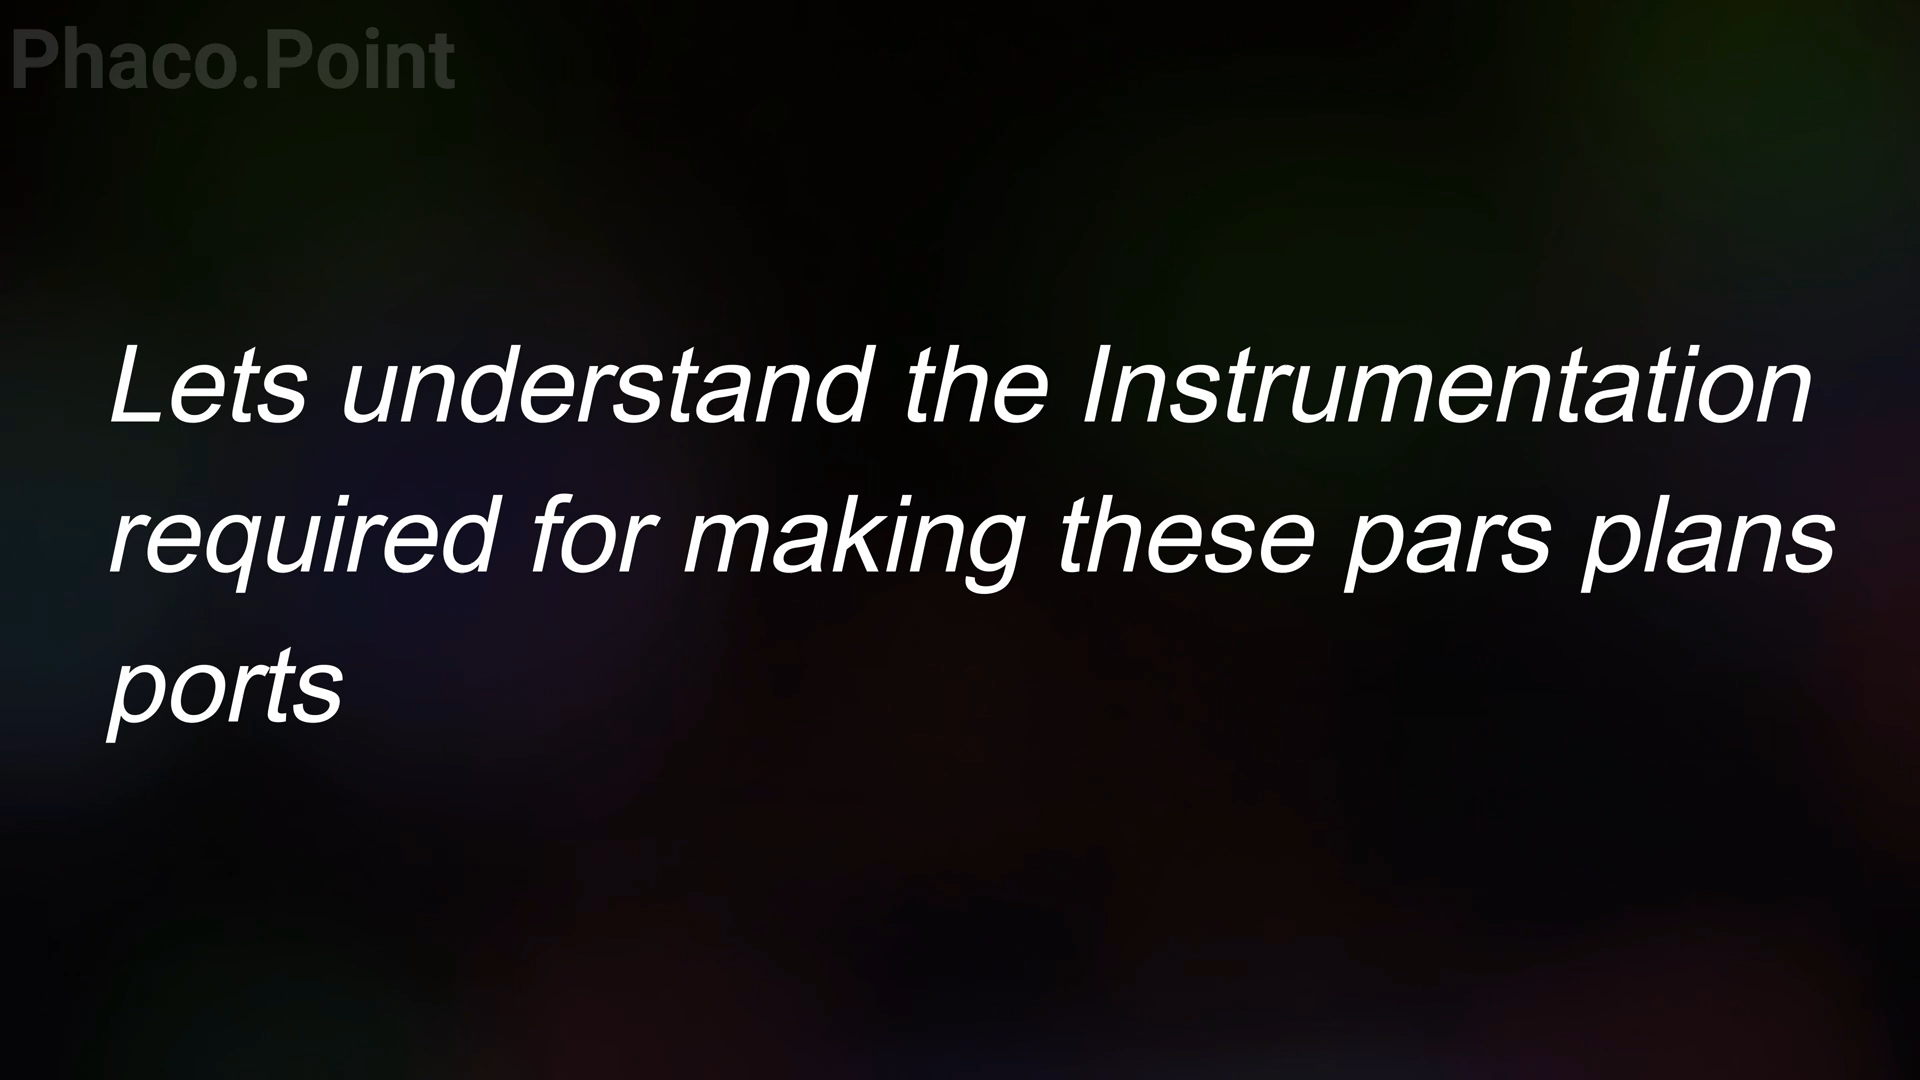 Phaco.Point
Lets understand the Instrumentation
required for making these pars plans
ports